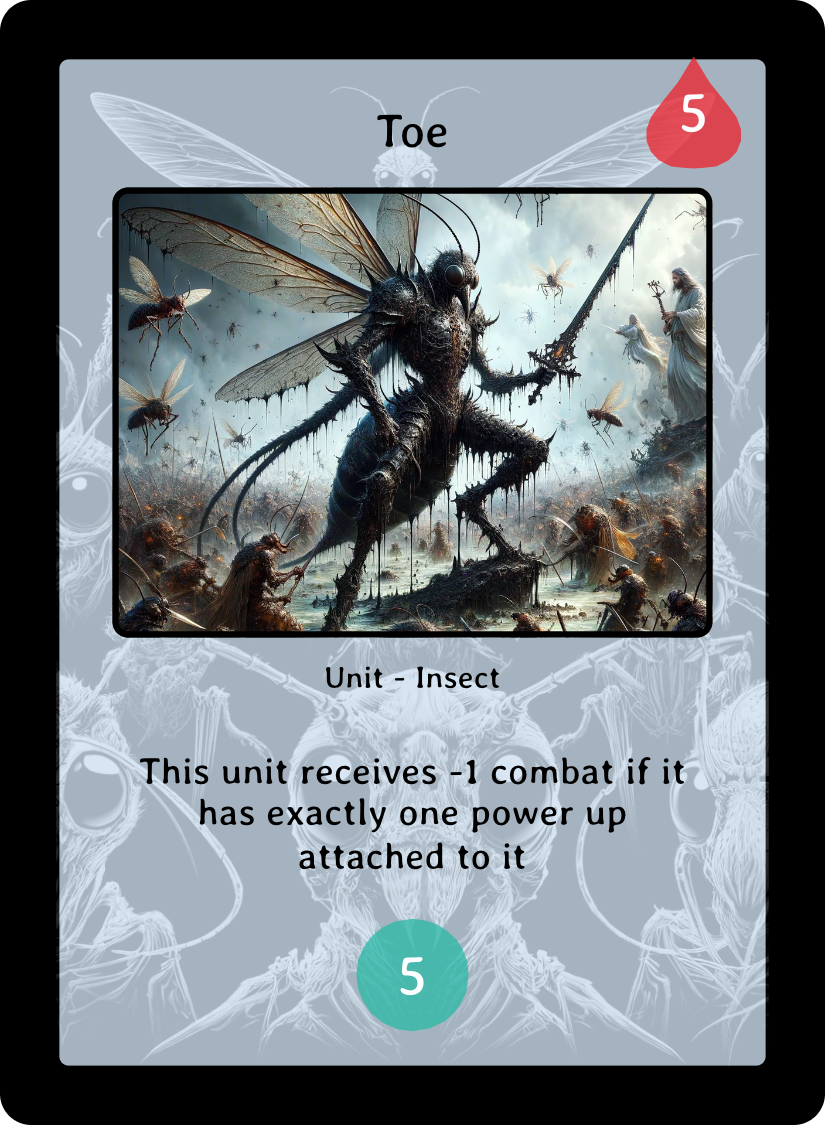 Toe
5
Unit - Insect
This unit receives -1 combat if it
has exactly one power up
attached to it
5